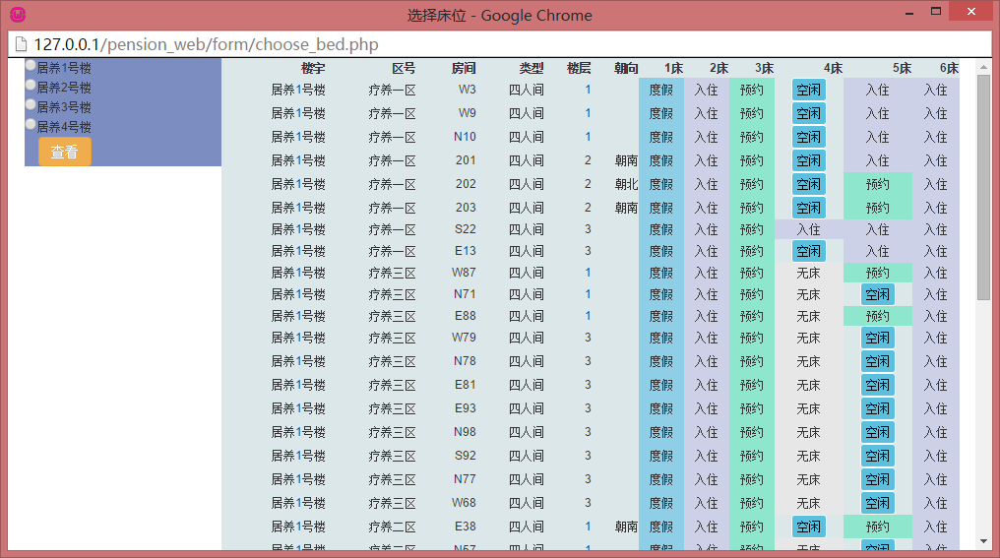 选择床位 - Google Chrome
127.0.0.1/pension_web/form/choose_bed.php
居养1号楼
居养2号楼
居养3号楼
居养4号楼
查看
楼宇 区号 房间 类型 楼层 朝向 1床 2床 3床 4床 5床 6床
居养1号楼 疗养一区 W3 四人间 1 度假 入住 预约 空闲 入住 入住
居养1号楼 疗养一区 W9 四人间 1 度假 入住 预约 空闲 入住 入住
居养1号楼 疗养一区 N10 四人间 1 度假 入住 预约 空闲 入住 入住
居养1号楼 疗养一区 201 四人间 2 朝南 度假 入住 预约 空闲 入住 入住
居养1号楼 疗养一区 202 四人间 2 朝北 度假 入住 预约 空闲 预约 入住
居养1号楼 疗养一区 203 四人间 2 朝南 度假 入住 预约 空闲 预约 入住
居养1号楼 疗养一区 S22 四人间 3 度假 入住 预约 入住 入住 入住
居养1号楼 疗养一区 E13 四人间 3 度假 入住 预约 空闲 入住 入住
居养1号楼 疗养三区 W87 四人间 1 度假 入住 预约 无床 预约 入住
居养1号楼 疗养三区 N71 四人间 1 度假 入住 预约 无床 空闲 入住
居养1号楼 疗养三区 E88 四人间 1 度假 入住 预约 无床 预约 入住
居养1号楼 疗养三区 W79 四人间 3 度假 入住 预约 无床 空闲 入住
居养1号楼 疗养三区 N78 四人间 3 度假 入住 预约 无床 空闲 入住
居养1号楼 疗养三区 E81 四人间 3 度假 入住 预约 无床 空闲 入住
居养1号楼 疗养三区 E93 四人间 3 度假 入住 预约 无床 空闲 入住
居养1号楼 疗养三区 N98 四人间 3 度假 入住 预约 无床 空闲 入住
居养1号楼 疗养三区 S92 四人间 3 度假 入住 预约 无床 空闲 入住
居养1号楼 疗养三区 N77 四人间 3 度假 入住 预约 无床 空闲 入住
居养1号楼 疗养三区 W68 四人间 3 度假 入住 预约 无床 空闲 入住
居养1号楼 疗养二区 E38 四人间 1 朝南 度假 入住 预约 空闲 预约 入住
居养1号楼 疗养二区 N57 四人间 1 度假 入住 预约 无床 空闲 入住